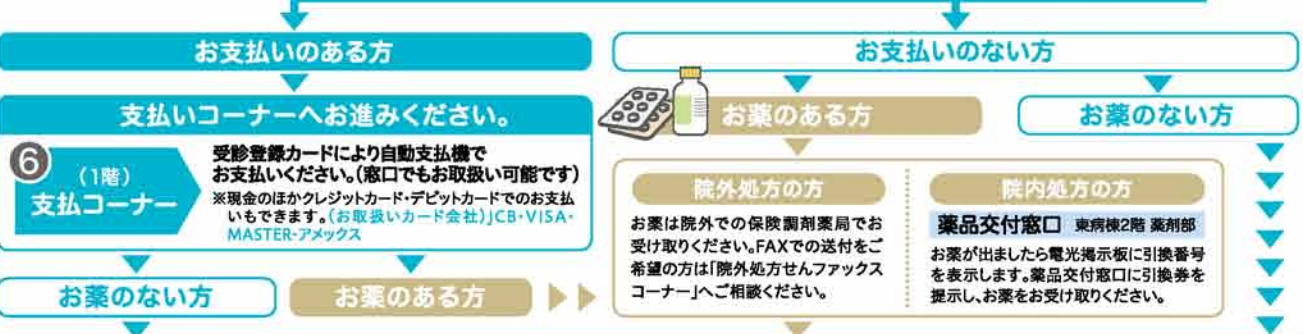 お支払いのある方
支払いコーナーへお進みください。
6
(1階)
支払コーナー
受診登録カードにより自動支払機で
お支払いください。(窓口でもお取扱い可能です)
※現金のほかクレジットカード・デビットカードでのお支払
いもできます。(お取扱いカード会社)JCB・VISA・
MASTER・アメックス
お薬のない方
お薬のある方
お支払いのない方
お薬のある方
お薬のない方
院外処方の方
お薬は院外での保険調剤薬局でお
受け取りください。FAXでの送付をご
希望の方は「院外処方せんファックス
コーナー」へご相談ください。
院内処方の方
薬品交付窓口 東病棟2階 薬剤部
お薬が出ましたら電光掲示板に引換番号
を表示します。薬品交付窓口に引換券を
提示し、お薬をお受け取りください。